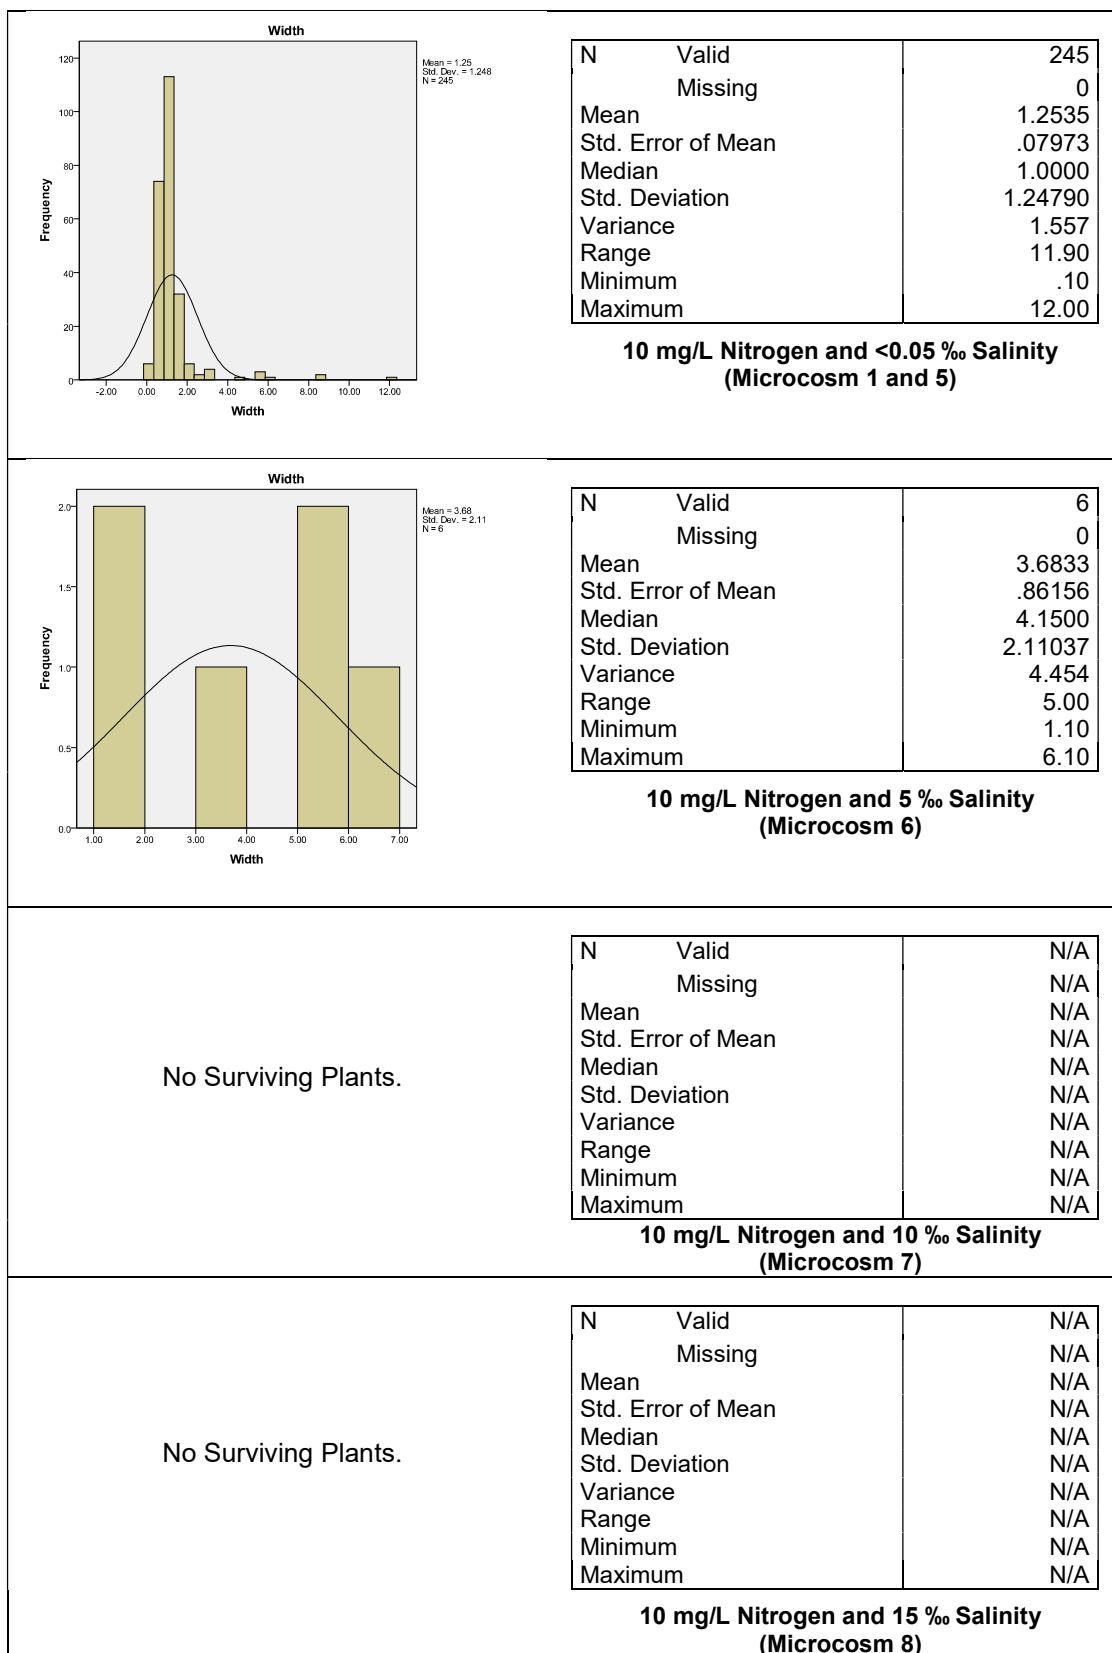 Width
Mean = 1.25
Std. Dev. = 1.248
N = 245
120
100
80
60
40
20
0
Frequency
-2.00 0.00 2.00 4.00 6.00 8.00 10.00 12.00
Width
N Valid 245
Missing 0
Mean 1.2535
Std. Error of Mean .07973
Median 1.0000
Std. Deviation 1.24790
Variance 1.557
Range 11.90
Minimum .10
Maximum 12.00
10 mg/L Nitrogen and <0.05 ‰ Salinity
(Microcosm 1 and 5)
Width
Mean = 3.68
Std. Dev. = 2.11
N = 6
2.0
1.5
1.0
0.5
0.0
Frequency
1.00 2.00 3.00 4.00 5.00 6.00 7.00
Width
N Valid 6
Missing 0
Mean 3.6833
Std. Error of Mean .86156
Median 4.1500
Std. Deviation 2.11037
Variance 4.454
Range 5.00
Minimum 1.10
Maximum 6.10
10 mg/L Nitrogen and 5 ‰ Salinity
(Microcosm 6)
No Surviving Plants.
N Valid N/A
Missing N/A
Mean N/A
Std. Error of Mean N/A
Median N/A
Std. Deviation N/A
Variance N/A
Range N/A
Minimum N/A
Maximum N/A
10 mg/L Nitrogen and 10 ‰ Salinity
(Microcosm 7)
No Surviving Plants.
N Valid N/A
Missing N/A
Mean N/A
Std. Error of Mean N/A
Median N/A
Std. Deviation N/A
Variance N/A
Range N/A
Minimum N/A
Maximum N/A
10 mg/L Nitrogen and 15 ‰ Salinity
(Microcosm 8)